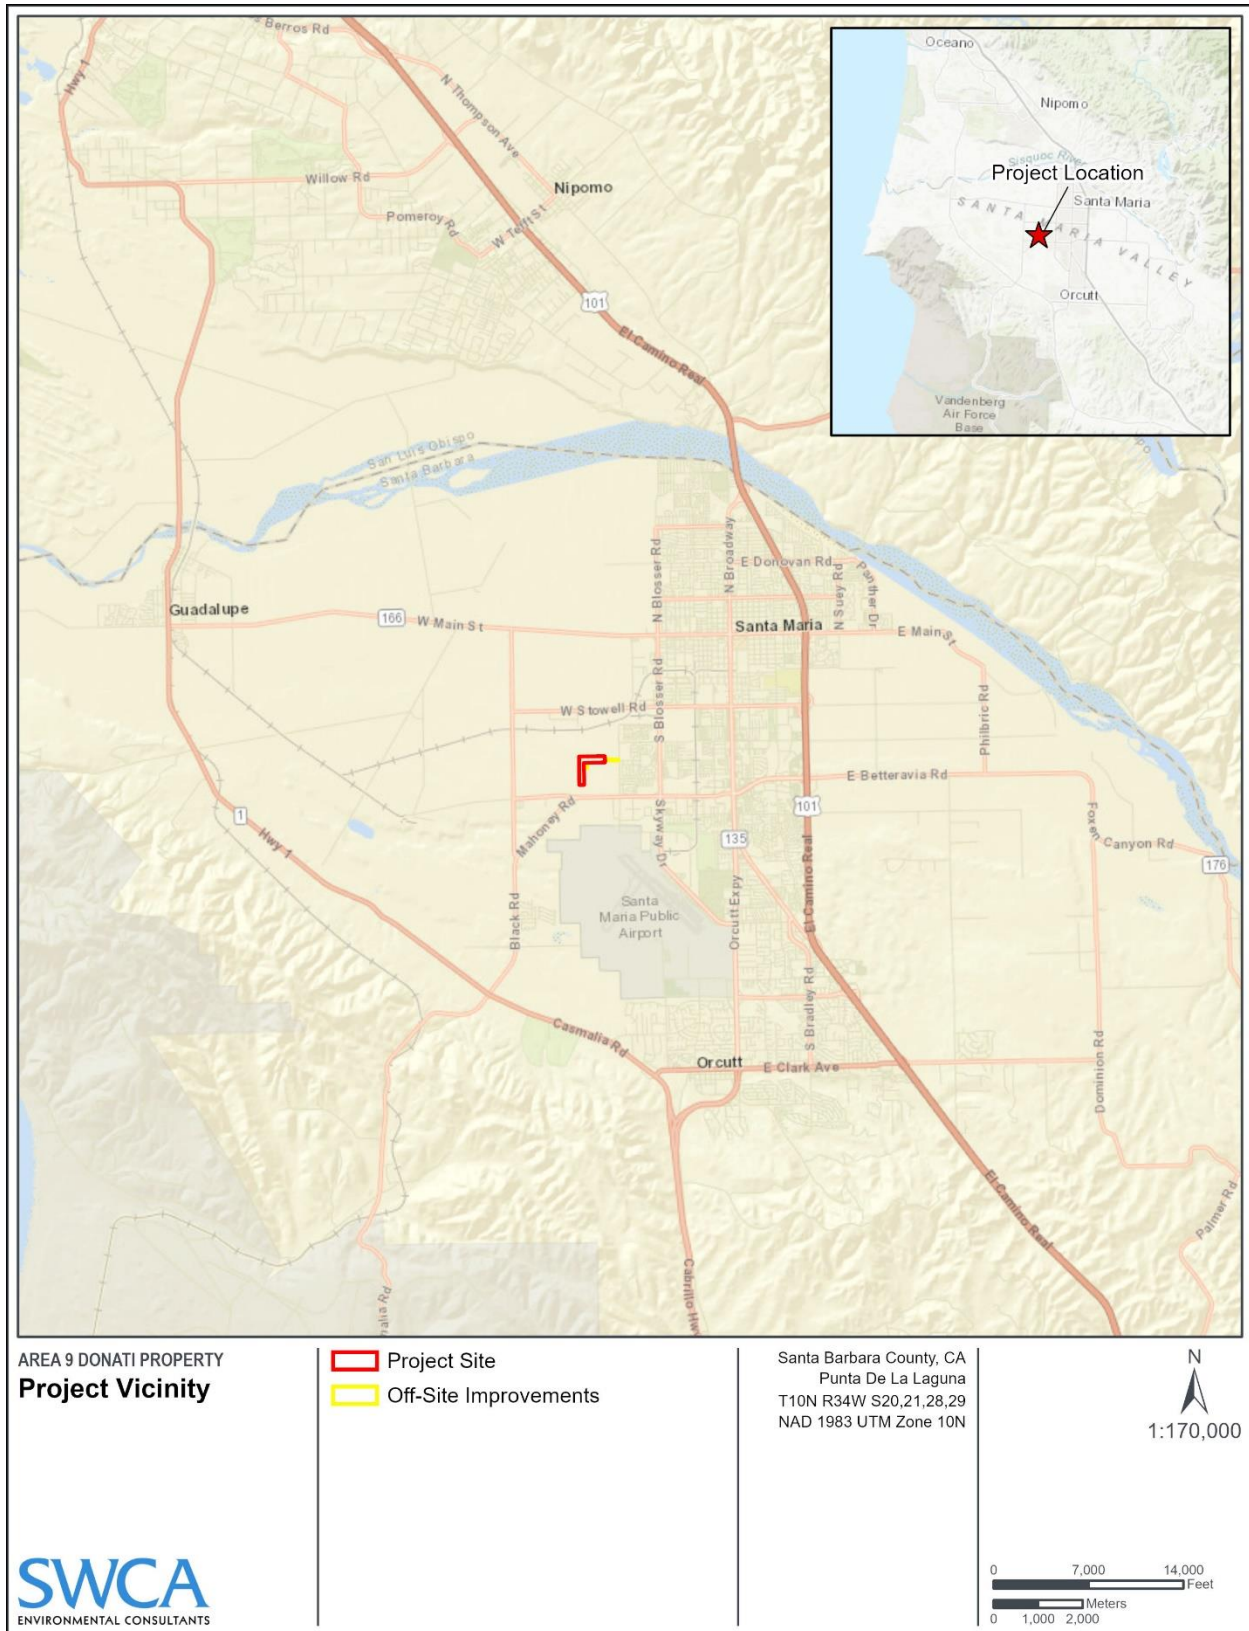 Berros Rd
Hwy 1
N Thompson Ave
Willow Rd
Nipomo
Pomeroy Rd
W Tefft St
101
El Camino Real
San Luis Obispo
Santa Barbara
N Blosser Rd
N Broadway
E Donovan Rd
N Suey Rd
Panther Dr
Guadalupe
166
W Main St
Santa Maria
E Main St
S Blosser Rd
W Stowell Rd
Philbric Rd
E Betteravia Rd
Mahoney Rd
Skyway Dr
101
135
1
Hwy 1
Foxen
Canyon Rd
176
Black Rd
Santa
Maria Public
Airport
Orcutt Expy
El Camino Real
S Bradley Rd
Casmalia Rd
Orcutt
E Clark Ave
Dominion Rd
El Camino Real
Palmer Rd
Cabrillo Hwy
malia Rd
Oceano
Nipomo
Sisquoc River
Project Location
Santa Maria
SANTA MARIA VALLEY
Orcutt
Vandenberg
Air Force
Base
AREA 9 DONATI PROPERTY
Project Vicinity
Project Site
Off-Site Improvements
Santa Barbara County, CA
Punta De La Laguna
T10N R34W S20,21,28,29
NAD 1983 UTM Zone 10N
N
1:170,000
0 7,000 14,000
Feet
Meters
0 1,000 2,000
SWCA
ENVIRONMENTAL CONSULTANTS